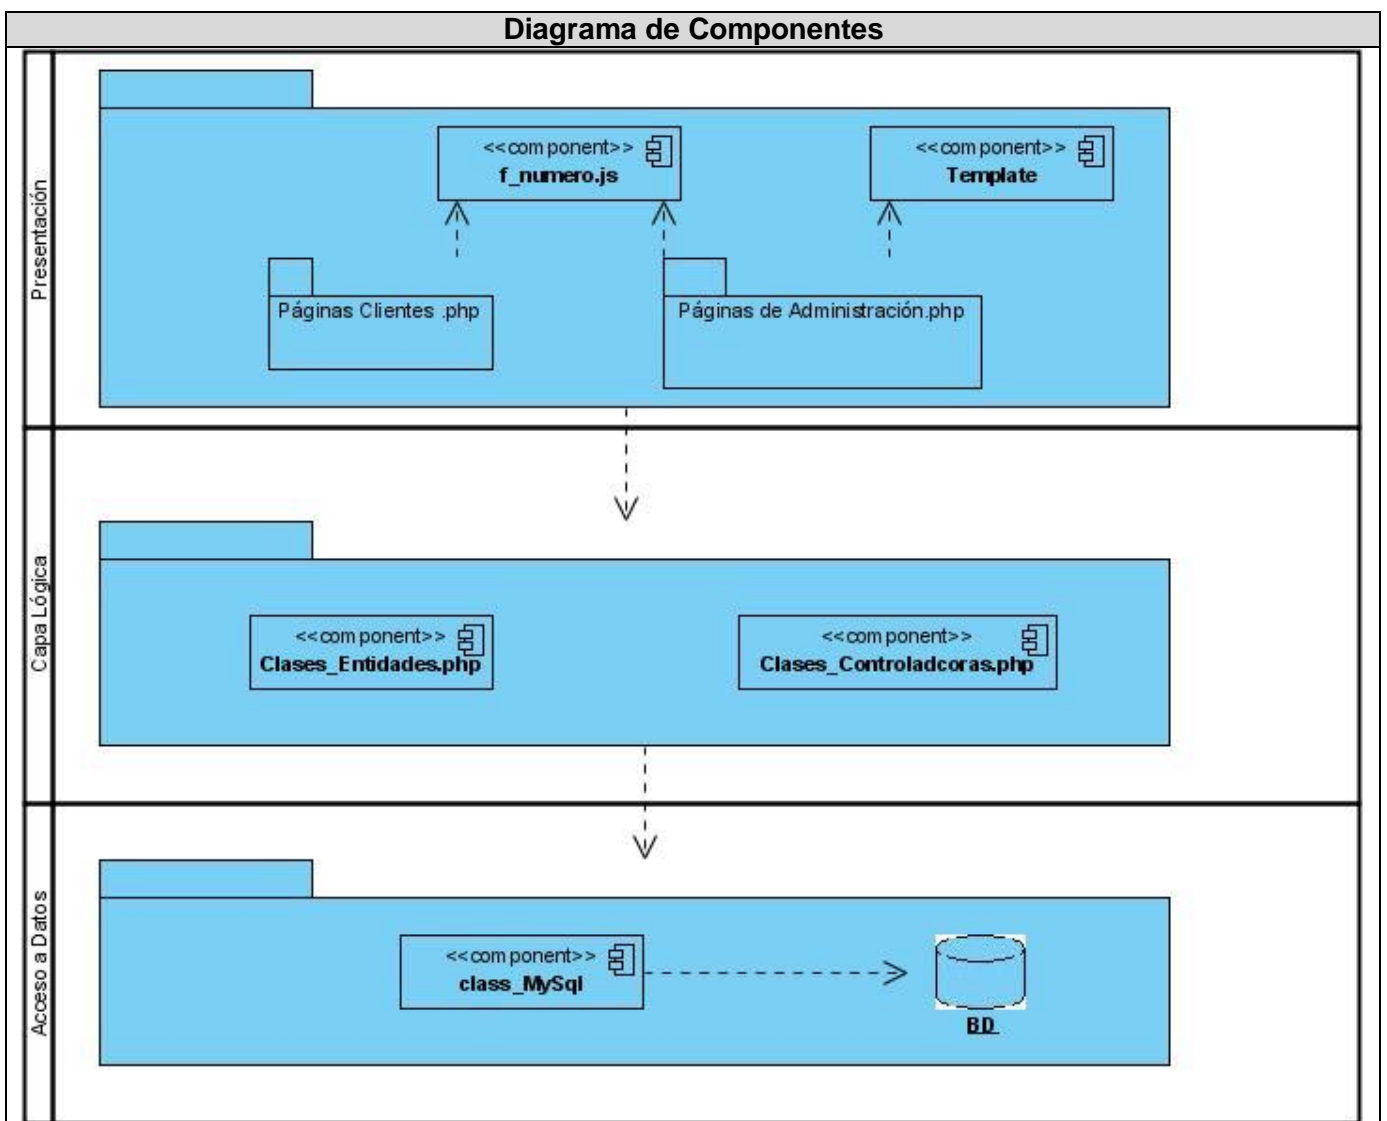 Diagrama de Componentes
Presentación
<<component>>
f_numero.js
<<component>>
Template
Páginas Clientes .php
Páginas de Administración.php
Capa Lógica
<<component>>
Clases_Entidades.php
<<component>>
Clases_Controladcoras.php
Acceso a Datos
<<component>>
class_MySql
BD